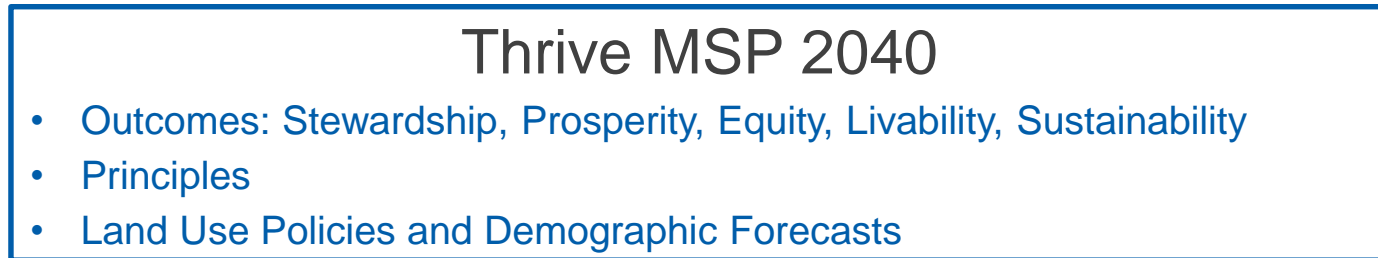 Thrive MSP 2040
• Outcomes: Stewardship, Prosperity, Equity, Livability, Sustainability
• Principles
• Land Use Policies and Demographic Forecasts